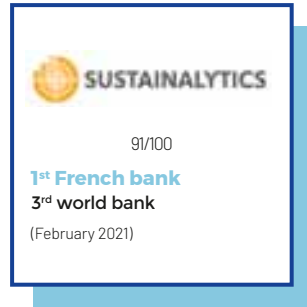 SUSTAINALYTICS
91/100
1st French bank
3rd world bank
(February 2021)